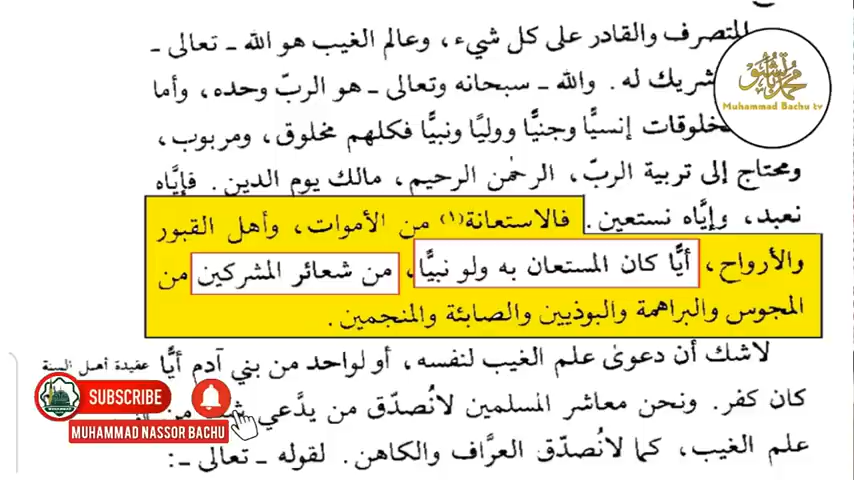 المتصرف والقادر على كل شيء، وعالم الغيب هو الله ـ تعالى ـ
شريك له. والله ـ سبحانه وتعالى ـ هو الربّ وحده، وأما
خلوقات إنسيًّا وجنيًّا ووليًّا ونبيًّا فكلهم مخلوق، ومربوب،
ومحتاج إلى تربية الربّ، الرحمٰن الرحيم، مالك يوم الدين. فإيَّاه
نعبد، وإيَّاه نستعين. فالاستعانة(١) من الأموات، وأهل القبور
والأرواح، أيًّا كان المستعان به ولو نبيًّا، من شعائر المشركين من
المجوس والبراهمة والبوذيين والصابئة والمنجمين.
لاشك أن دعوىٰ علم الغيب لنفسه، أو لواحد من بني آدم أيًّا
عقيدة أهل السنة
كان كفر. ونحن معاشر المسلمين لانُصدّق من يدَّعي من
علم الغيب، كما لانُصدّق العرَّاف والكاهن. لقوله ـ تعالى ـ:
محمد باشو
Muhammad Bachu tv
SUBSCRIBE
MUHAMMAD NASSOR BACHU